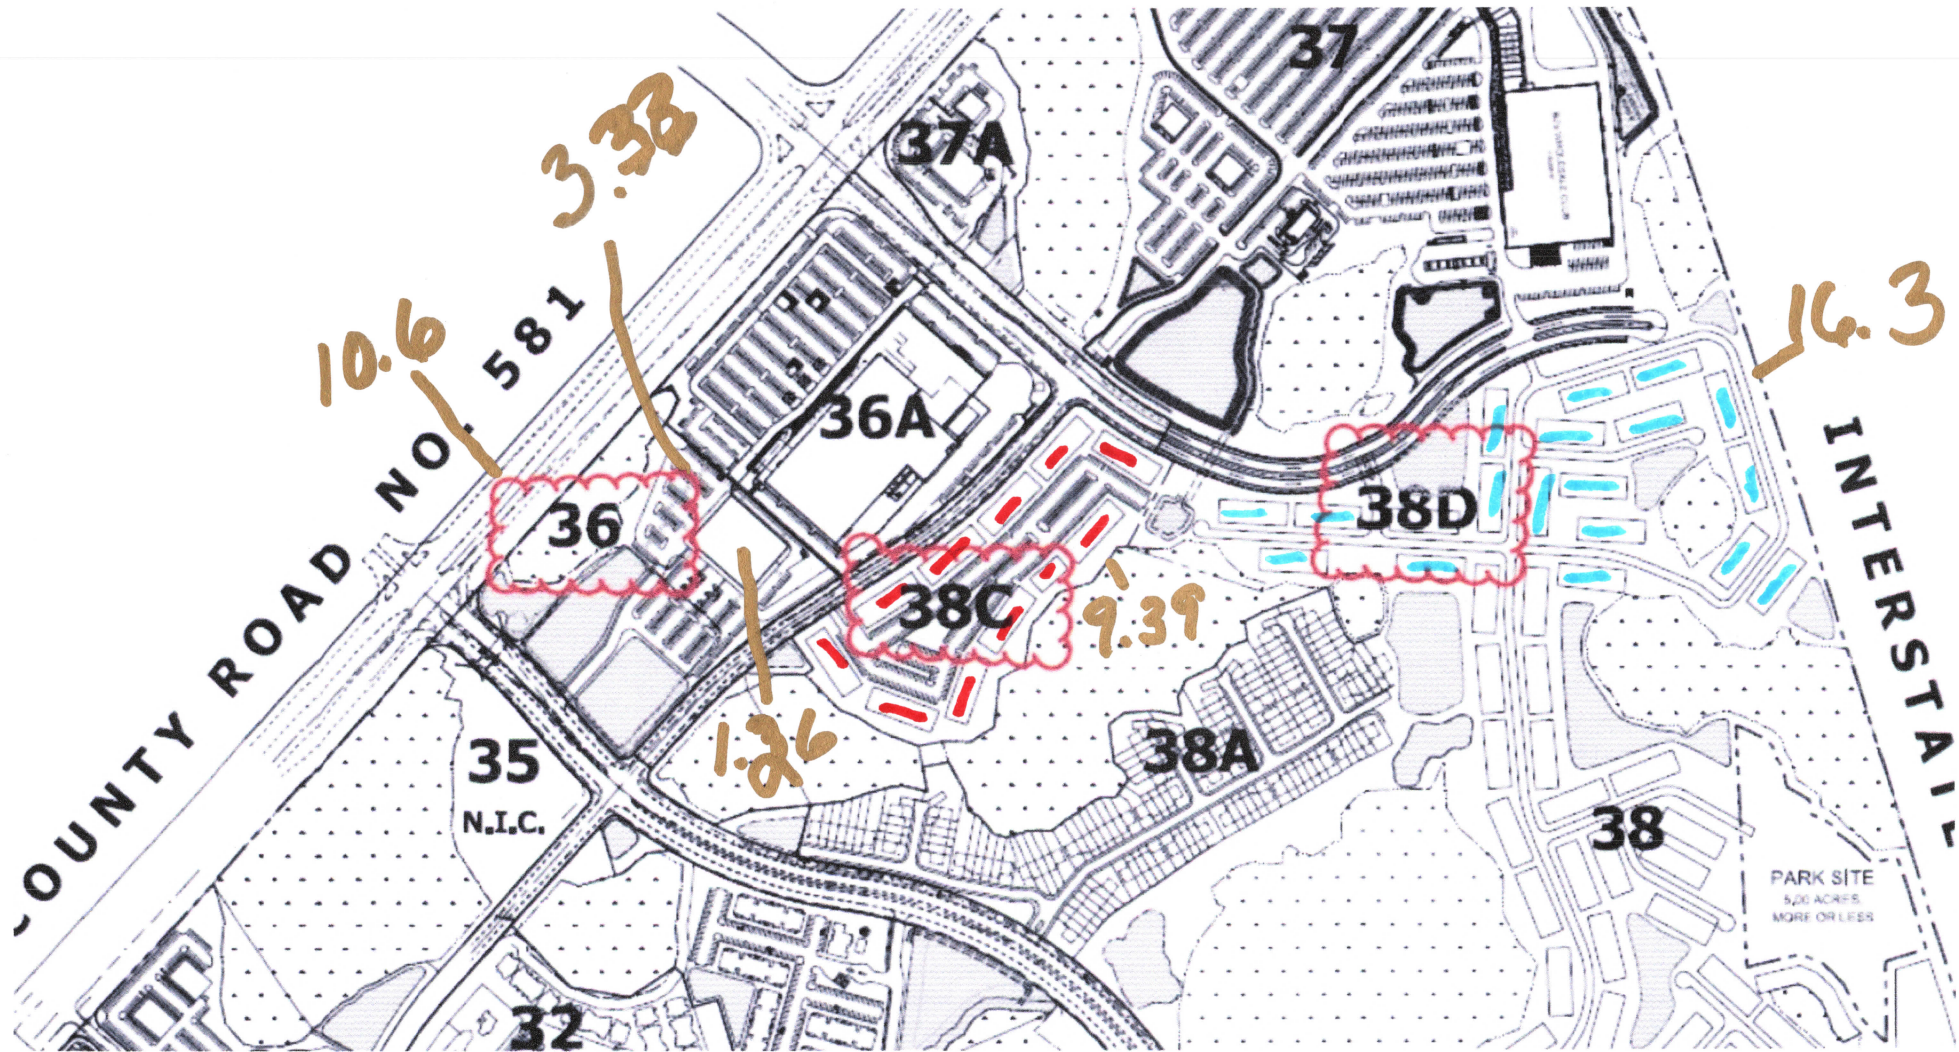 37
3.38
37A
16.3
10.6
COUNTY ROAD NO. 581
36A
INTERSTATE
36
38D
38C
9.39
1.26
35
N.I.C.
38A
38
PARK SITE
5.00 ACRES
MORE OR LESS
32